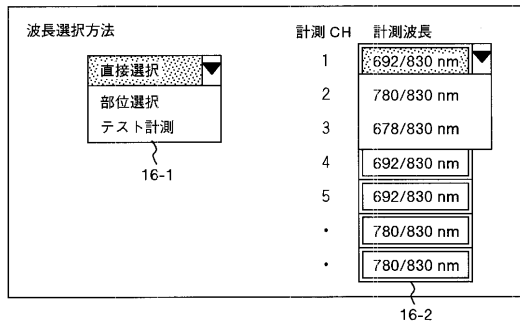 波長選択方法
直接選択
部位選択
テスト計測
16-1
計測 CH 計測波長
1 692/830 nm
2 780/830 nm
3 678/830 nm
4 692/830 nm
5 692/830 nm
・ 780/830 nm
・ 780/830 nm
16-2